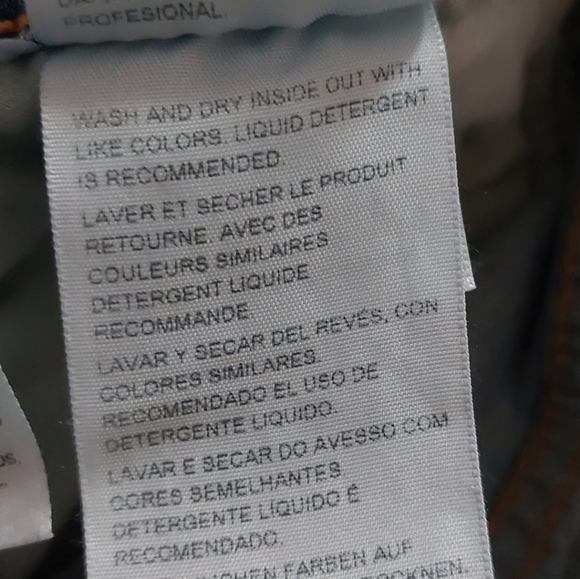 PROFESIONAL.
WASH AND DRY INSIDE OUT WITH
LIKE COLORS. LIQUID DETERGENT
IS RECOMMENDED.
LAVER ET SECHER LE PRODUIT
RETOURNE. AVEC DES
COULEURS SIMILAIRES
DETERGENT LIQUIDE
RECOMMANDE
LAVAR Y SECAR DEL REVÉS, CON
COLORES SIMILARES
RECOMENDADO EL USO DE
DETERGENTE LIQUIDO.
LAVAR E SECAR DO AVESSO COM
CORES SEMELHANTES
DETERGENTE LIQUIDO É
RECOMENDADO.
FARBEN AUF